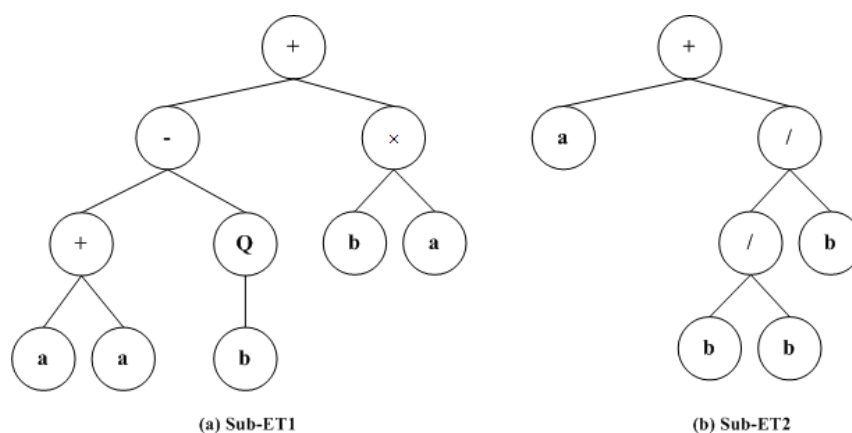 + +
- × a /
+ Q b a / b
a a b b b
(a) Sub-ET1 (b) Sub-ET2